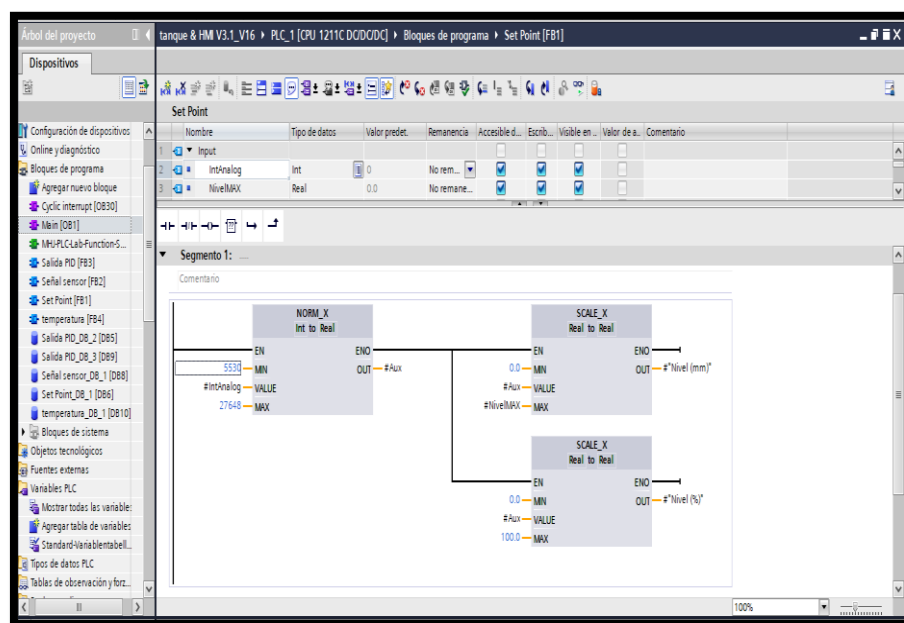 Árbol del proyecto
tanque & HMI V3.1_V16 ▸ PLC_1 [CPU 1211C DC/DC/DC] ▸ Bloques de programa ▸ Set Point [FB1]
Dispositivos
Set Point
Nombre Tipo de datos Valor predet. Remanencia Accesible d... Escrib... Visible en .. Valor de a.. Comentario
1 Input
2 IntAnalog Int 0 No rem...
3 NivelMAX Real 0.0 No remane...
Configuración de dispositivos
Online y diagnóstico
Bloques de programa
Agregar nuevo bloque
Cyclic interrupt [OB30]
Main [OB1]
MHJ-PLC-Lab-Function-S...
Salida PID [FB3]
Señal sensor [FB2]
Set Point [FB1]
temperatura [FB4]
Salida PID_DB_2 [DB5]
Salida PID_DB_3 [DB9]
Señal sensor_DB_1 [DB8]
Set Point_DB_1 [DB6]
temperatura_DB_1 [DB10]
Bloques de sistema
Objetos tecnológicos
Fuentes externas
Variables PLC
Mostrar todas las variable:
Agregar tabla de variables
Standard-Variablentabell...
Tipos de datos PLC
Tablas de observación y forz...
Segmento 1: ....
Comentario
NORM_X
Int to Real
EN ENO
5530 MIN OUT #Aux
#IntAnalog VALUE
27648 MAX
SCALE_X
Real to Real
EN ENO
0.0 MIN OUT #"Nivel (mm)"
#Aux VALUE
#NivelMAX MAX
SCALE_X
Real to Real
EN ENO
0.0 MIN OUT #"Nivel (%)"
#Aux VALUE
100.0 MAX
100%